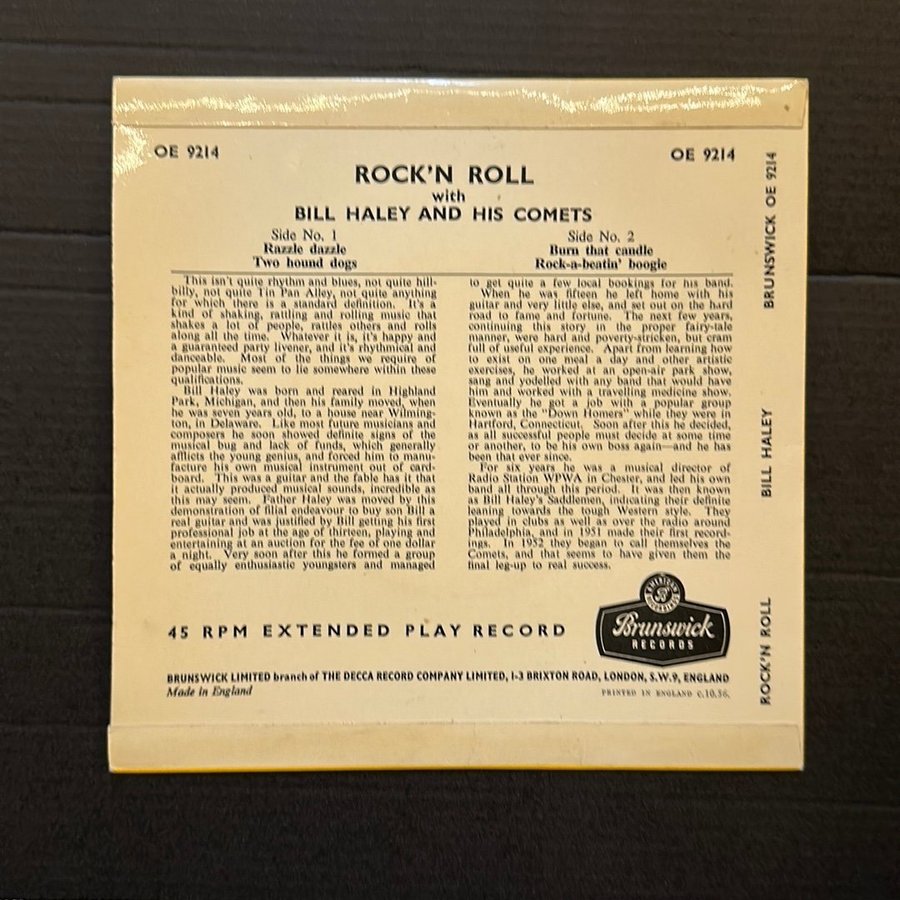 OE 9214
OE 9214
ROCK'N ROLL
with
BILL HALEY AND HIS COMETS
Side No. 1
Razzle dazzle
Two hound dogs
Side No. 2
Burn that candle
Rock-a-beatin' boogie
This isn't quite rhythm and blues, not quite hill-
billy, not quite Tin Pan Alley, not quite anything
for which there is a standard definition. It's a
kind of shaking, rattling and rolling music that
shakes a lot of people, rattles others and rolls
along all the time. Whatever it is, it's happy and
a guaranteed party livener, and it's rhythmical and
danceable. Most of the things we require of
popular music seem to lie somewhere within these
qualifications.
Bill Haley was born and reared in Highland
Park, Michigan, and then his family moved, when
he was seven years old, to a house near Wilming-
ton, in Delaware. Like most future musicians and
composers he soon showed definite signs of the
musical bug and lack of funds, which generally
afflicts the young genius, and forced him to manu-
facture his own musical instrument out of card-
board. This was a guitar and the fable has it that
it actually produced musical sounds, incredible as
this may seem. Father Haley was moved by this
demonstration of filial endeavour to buy son Bill a
real guitar and was justified by Bill getting his first
professional job at the age of thirteen, playing and
entertaining at an auction for the fee of one dollar
a night. Very soon after this he formed a group
of equally enthusiastic youngsters and managed
to get quite a few local bookings for his band.
When he was fifteen he left home with his
guitar and very little else, and set out on the hard
road to fame and fortune. The next few years,
continuing this story in the proper fairy-tale
manner, were hard and poverty-stricken, but cram
full of useful experience. Apart from learning how
to exist on one meal a day and other artistic
exercises, he worked at an open-air park show,
sang and yodelled with any band that would have
him and worked with a travelling medicine show.
Eventually he got a job with a popular group
known as the "Down Homers" while they were in
Hartford, Connecticut. Soon after this he decided,
as all successful people must decide at some time
or another, to be his own boss again—and he has
been that ever since.
For six years he was a musical director of
Radio Station WPWA in Chester, and led his own
band all through this period. It was then known
as Bill Haley's Saddlemen, indicating their definite
leaning towards the tough Western style. They
played in clubs as well as over the radio around
Philadelphia, and in 1951 made their first record-
ings. In 1952 they began to call themselves the
Comets, and that seems to have given them the
final leg-up to real success.
45 RPM EXTENDED PLAY RECORD
AMERICAN
RECORDINGS
Brunswick
RECORDS
BRUNSWICK LIMITED branch of THE DECCA RECORD COMPANY LIMITED, 1-3 BRIXTON ROAD, LONDON, S.W.9, ENGLAND
Made in England
PRINTED IN ENGLAND c.10.56.
BRUNSWICK OE 9214
BILL HALEY
ROCK'N ROLL